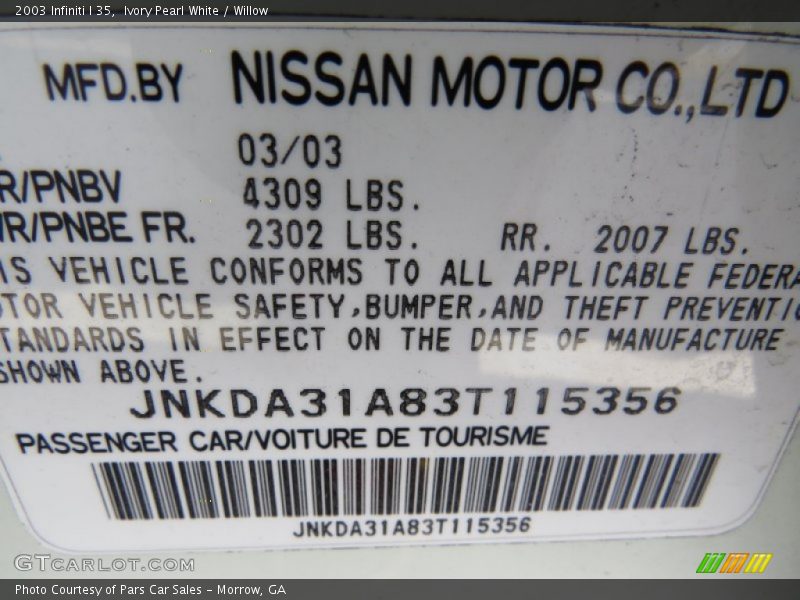 2003 Infiniti I 35,  Ivory Pearl White / Willow
MFD.BY NISSAN MOTOR CO.,LTD
03/03
R/PNBV 4309 LBS.
VR/PNBE FR. 2302 LBS. RR. 2007 LBS.
IS VEHICLE CONFORMS TO ALL APPLICABLE FEDERA
TOR VEHICLE SAFETY,BUMPER,AND THEFT PREVENTIO
TANDARDS IN EFFECT ON THE DATE OF MANUFACTURE
SHOWN ABOVE.
JNKDA31A83T115356
PASSENGER CAR/VOITURE DE TOURISME
JNKDA31A83T115356
GTCARLOT.COM
Photo Courtesy of Pars Car Sales - Morrow, GA